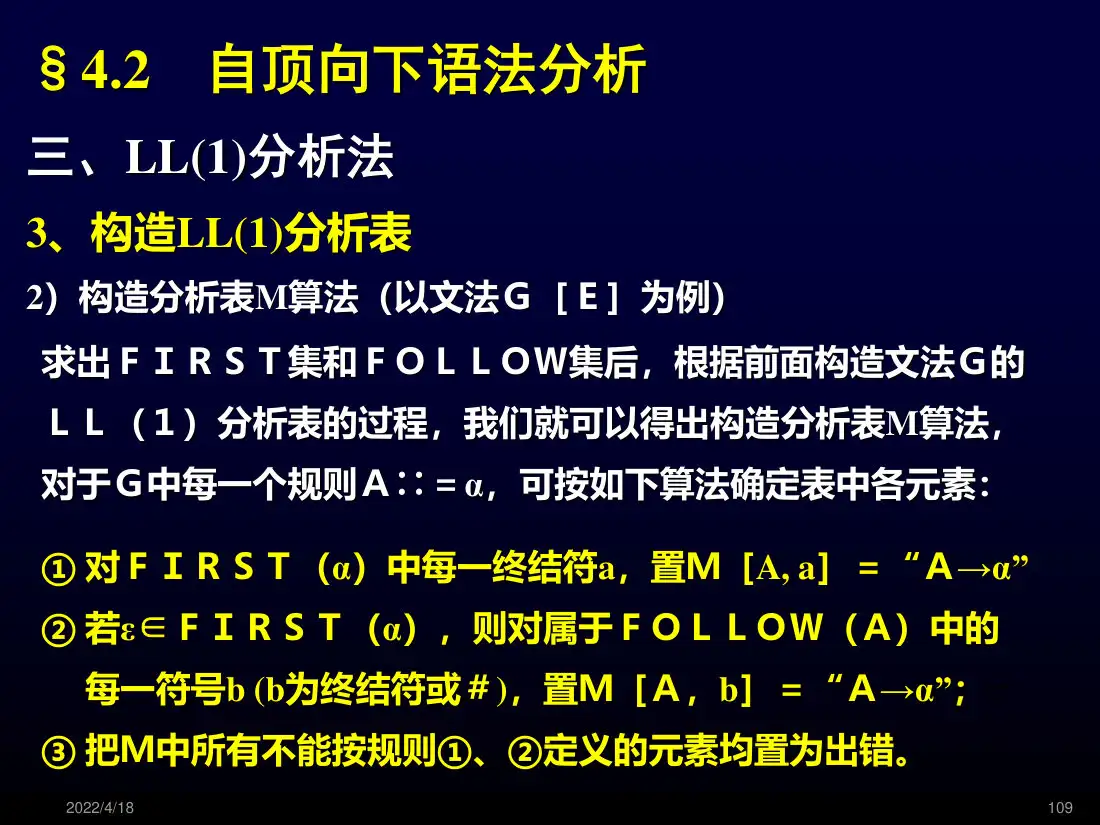 §4.2 自顶向下语法分析
三、LL(1)分析法
3、构造LL(1)分析表
2）构造分析表M算法（以文法Ｇ［Ｅ］为例）
求出ＦＩＲＳＴ集和ＦＯＬＬＯＷ集后，根据前面构造文法Ｇ的
ＬＬ（１）分析表的过程，我们就可以得出构造分析表M算法，
对于Ｇ中每一个规则Ａ∷＝α，可按如下算法确定表中各元素：
① 对ＦＩＲＳＴ（α）中每一终结符a，置Ｍ［A, a］＝“Ａ→α”
② 若ε∈ＦＩＲＳＴ（α），则对属于ＦＯＬＬＯＷ（Ａ）中的
每一符号b (b为终结符或＃)，置Ｍ［Ａ，b］＝“Ａ→α”；
③ 把Ｍ中所有不能按规则①、②定义的元素均置为出错。
2022/4/18
109